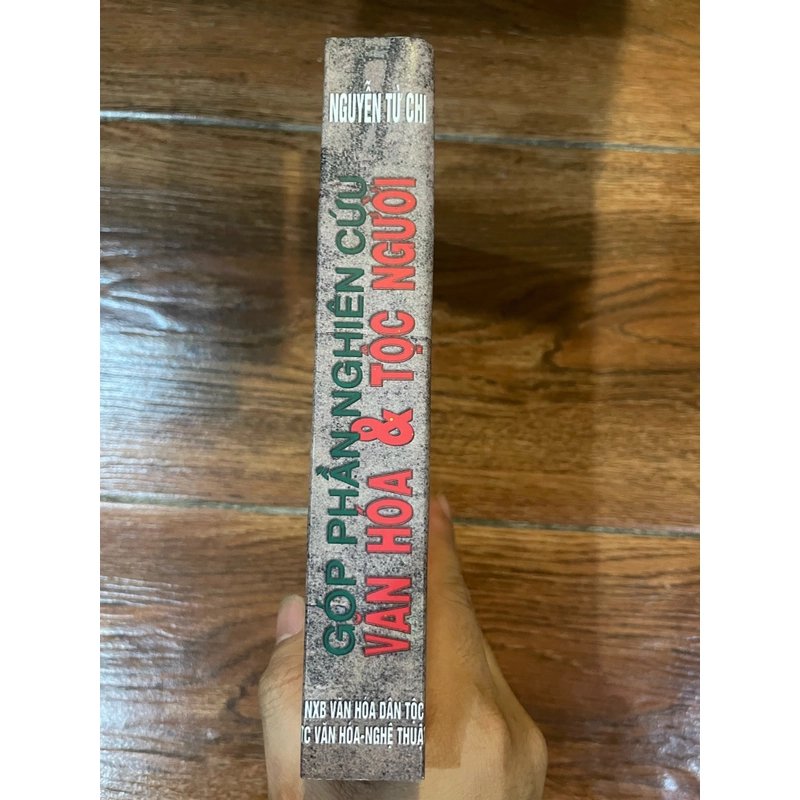 NGUYỄN TỪ CHI
GÓP PHẦN NGHIÊN CỨU
VĂN HÓA & TỘC NGƯỜI
NXB VĂN HÓA DÂN TỘC
TC VĂN HÓA-NGHỆ THUẬT